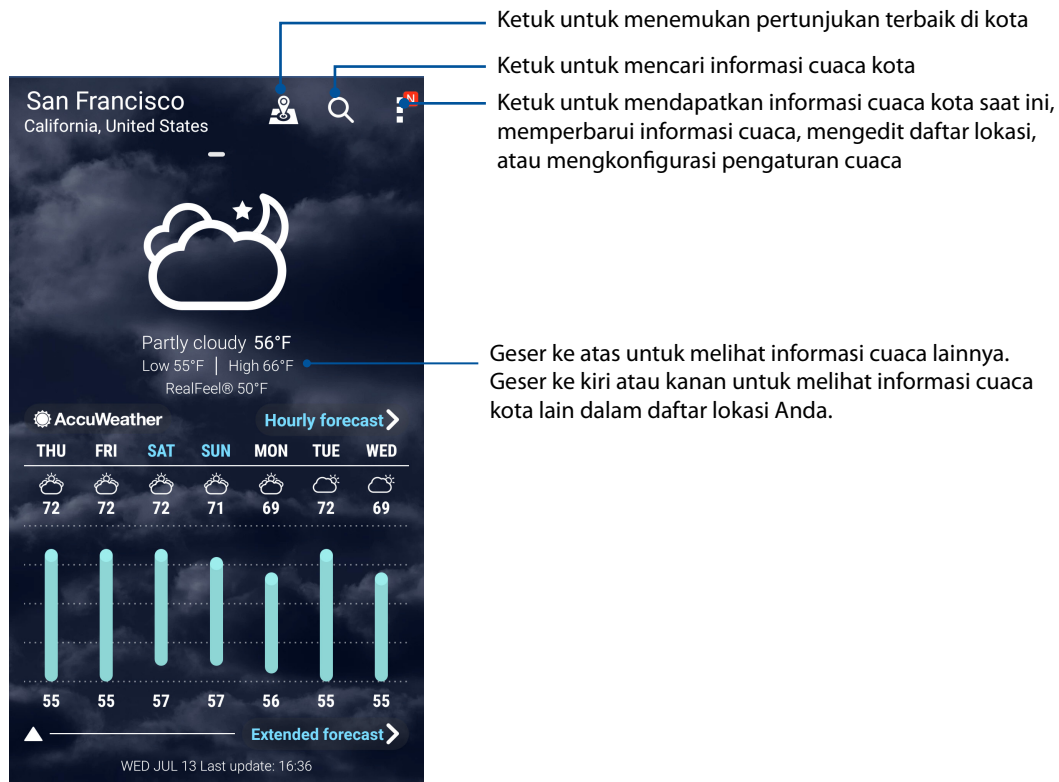 Ketuk untuk menemukan pertunjukan terbaik di kota
Ketuk untuk mencari informasi cuaca kota
Ketuk untuk mendapatkan informasi cuaca kota saat ini,
memperbarui informasi cuaca, mengedit daftar lokasi,
atau mengkonfigurasi pengaturan cuaca
San Francisco
California, United States
N
Partly cloudy 56°F
Low 55°F | High 66°F
RealFeel® 50°F
Geser ke atas untuk melihat informasi cuaca lainnya.
Geser ke kiri atau kanan untuk melihat informasi cuaca
kota lain dalam daftar lokasi Anda.
AccuWeather Hourly forecast
THU FRI SAT SUN MON TUE WED
72 72 72 71 69 72 69
55 55 57 57 56 55 55
Extended forecast
WED JUL 13 Last update: 16:36